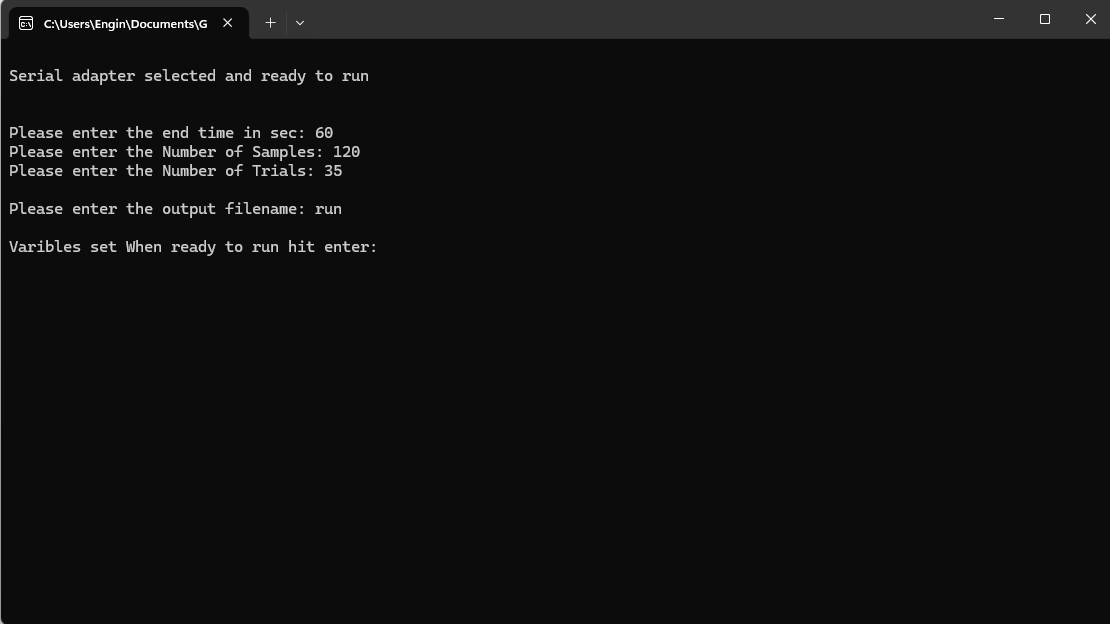 C:\Users\Engin\Documents\G
Serial adapter selected and ready to run
Please enter the end time in sec: 60
Please enter the Number of Samples: 120
Please enter the Number of Trials: 35
Please enter the output filename: run
Varibles set When ready to run hit enter: